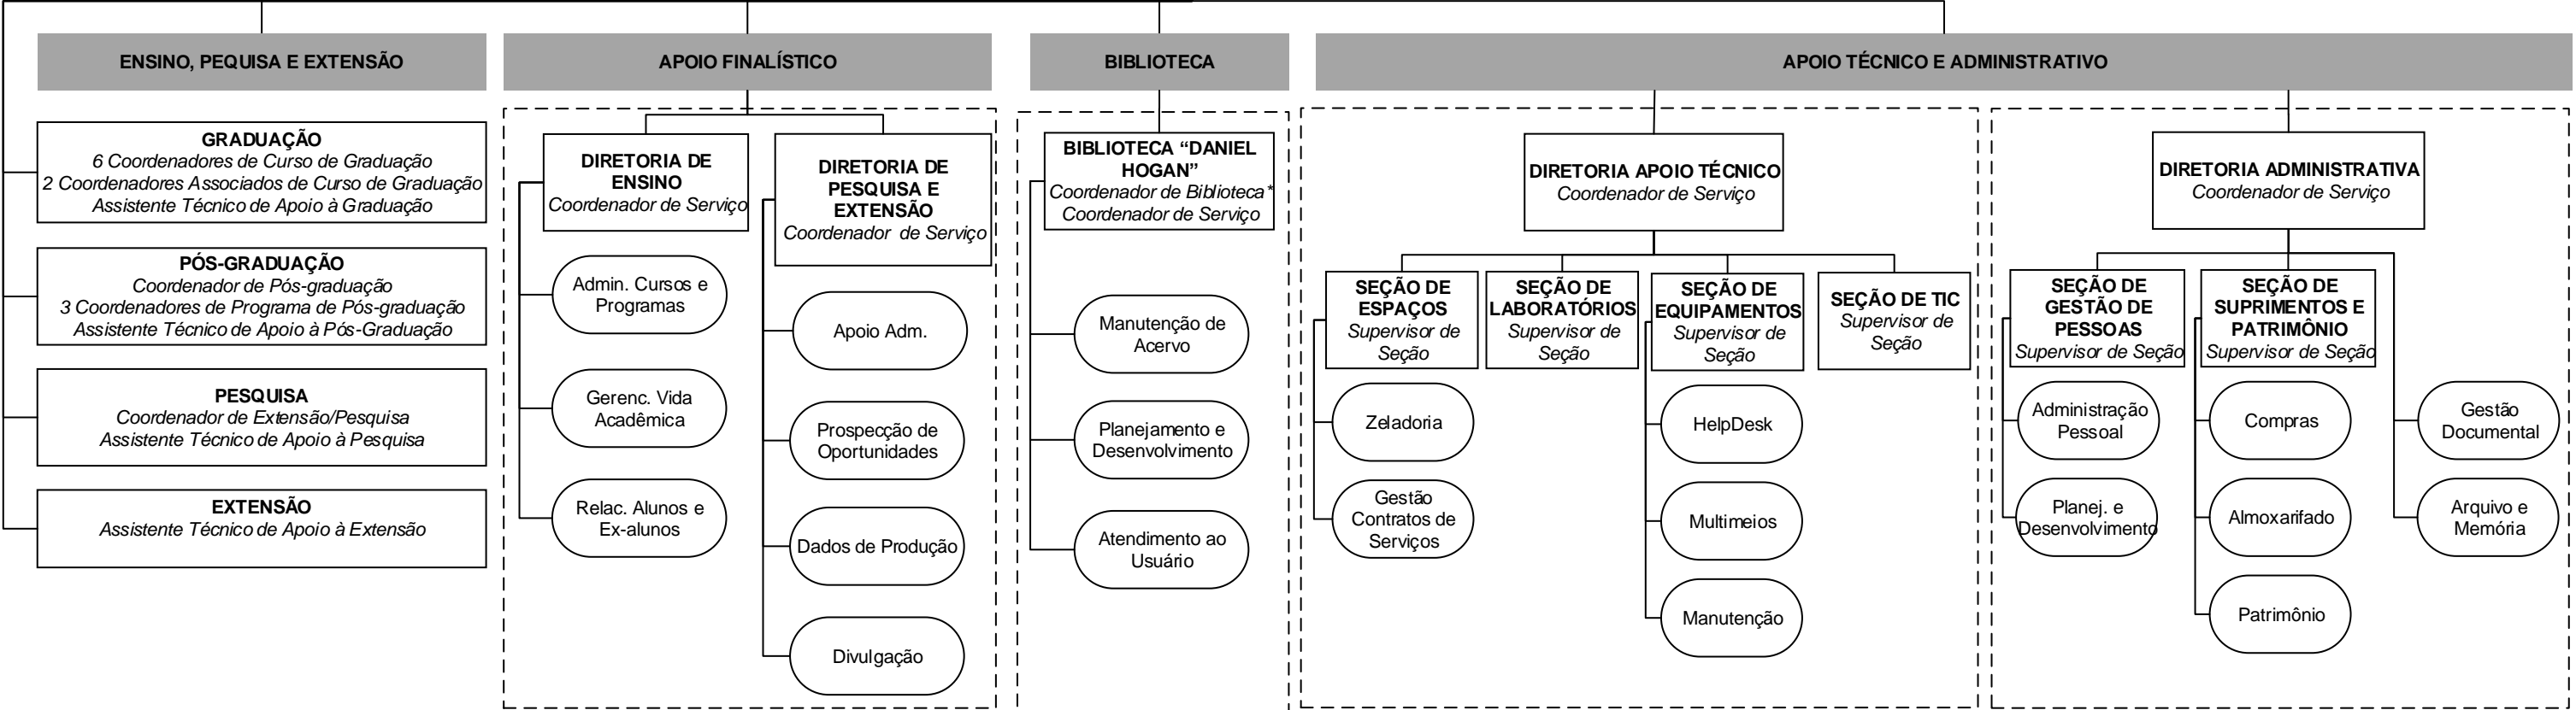 ENSINO, PEQUISA E EXTENSÃO
GRADUAÇÃO
6 Coordenadores de Curso de Graduação
2 Coordenadores Associados de Curso de Graduação
Assistente Técnico de Apoio à Graduação
PÓS-GRADUAÇÃO
Coordenador de Pós-graduação
3 Coordenadores de Programa de Pós-graduação
Assistente Técnico de Apoio à Pós-Graduação
PESQUISA
Coordenador de Extensão/Pesquisa
Assistente Técnico de Apoio à Pesquisa
EXTENSÃO
Assistente Técnico de Apoio à Extensão
APOIO FINALÍSTICO
DIRETORIA DE
ENSINO
Coordenador de Serviço
Admin. Cursos e
Programas
Gerenc. Vida
Acadêmica
Relac. Alunos e
Ex-alunos
DIRETORIA DE
PESQUISA E
EXTENSÃO
Coordenador de Serviço
Apoio Adm.
Prospecção de
Oportunidades
Dados de Produção
Divulgação
BIBLIOTECA
BIBLIOTECA “DANIEL
HOGAN”
Coordenador de Biblioteca*
Coordenador de Serviço
Manutenção de
Acervo
Planejamento e
Desenvolvimento
Atendimento ao
Usuário
APOIO TÉCNICO E ADMINISTRATIVO
DIRETORIA APOIO TÉCNICO
Coordenador de Serviço
SEÇÃO DE
ESPAÇOS
Supervisor de
Seção
Zeladoria
Gestão
Contratos de
Serviços
SEÇÃO DE
LABORATÓRIOS
Supervisor de
Seção
SEÇÃO DE
EQUIPAMENTOS
Supervisor de
Seção
HelpDesk
Multimeios
Manutenção
SEÇÃO DE TIC
Supervisor de
Seção
DIRETORIA ADMINISTRATIVA
Coordenador de Serviço
SEÇÃO DE
GESTÃO DE
PESSOAS
Supervisor de Seção
Administração
Pessoal
Planej. e
Desenvolvimento
SEÇÃO DE
SUPRIMENTOS E
PATRIMÔNIO
Supervisor de Seção
Compras
Almoxarifado
Patrimônio
Gestão
Documental
Arquivo e
Memória